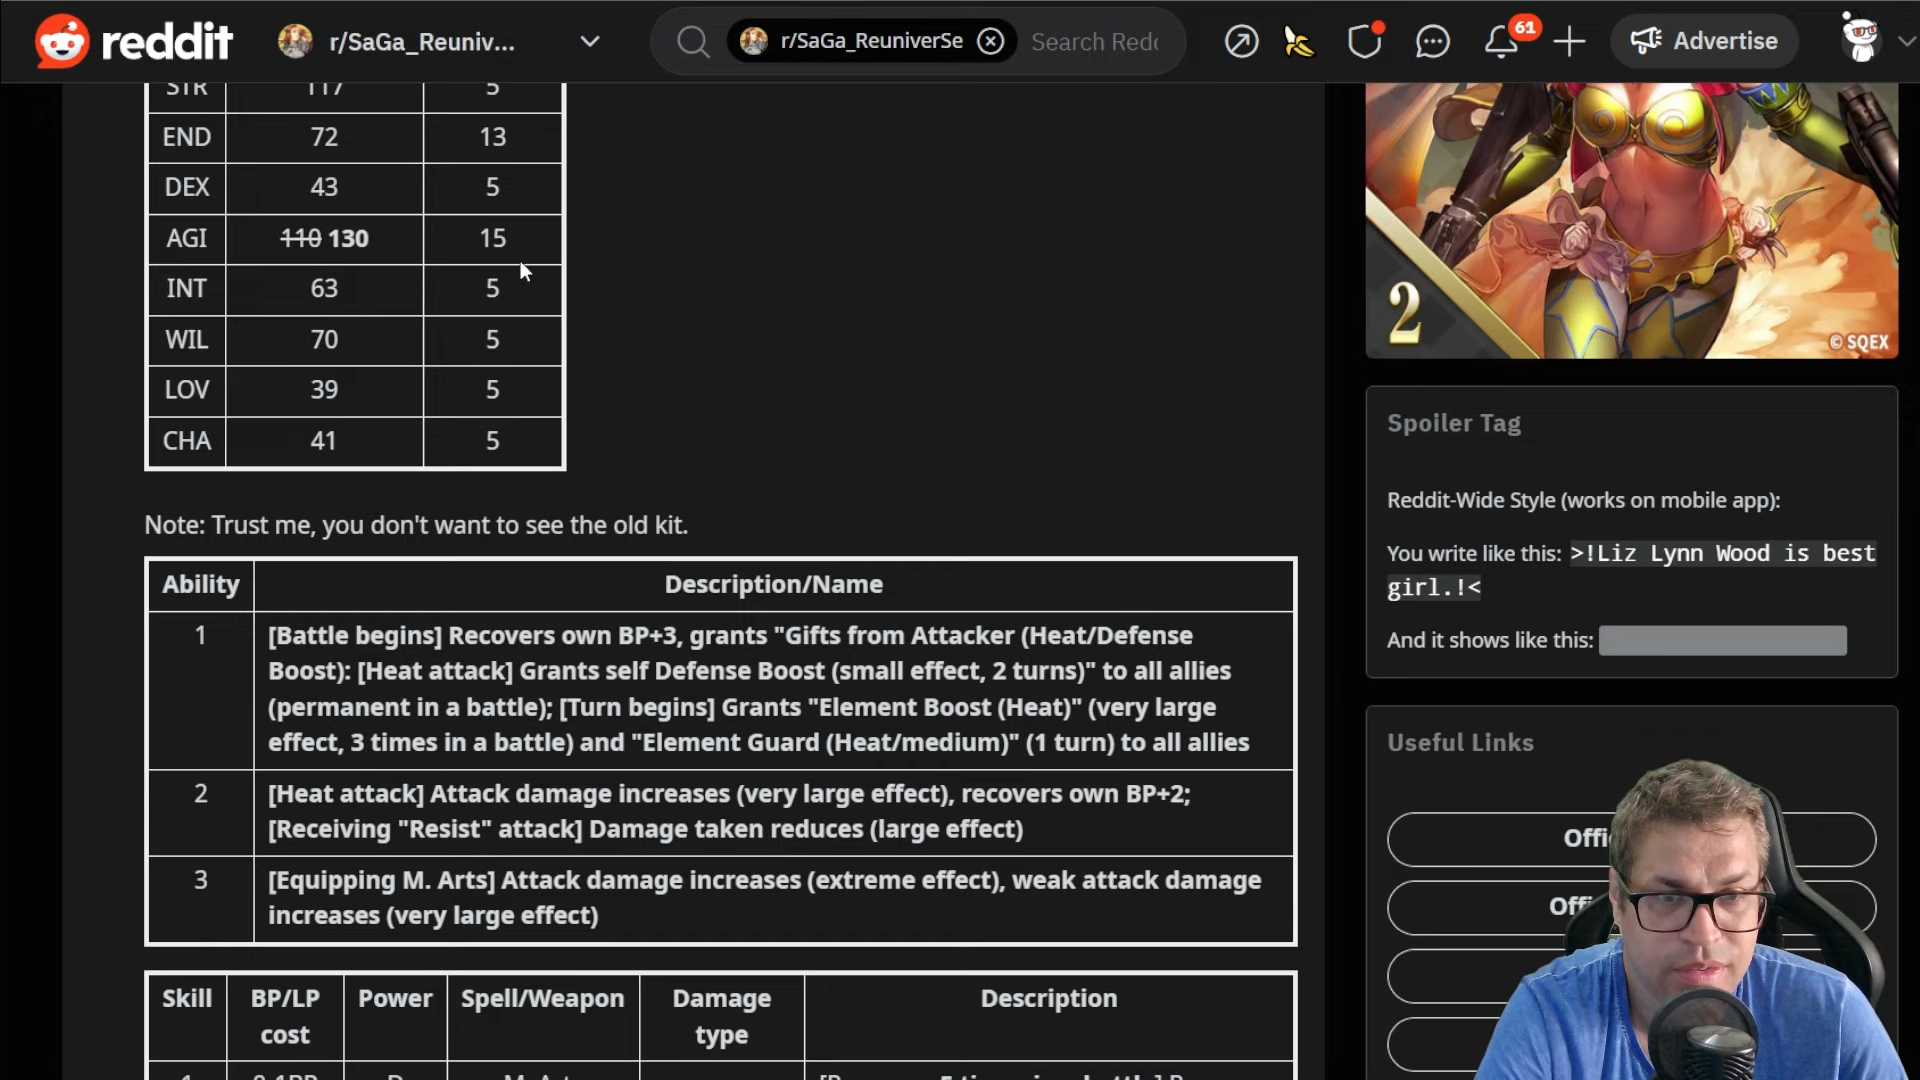 reddit
r/SaGa_Reuniv...
r/SaGa_ReuniverSe
Search Redc
61
Advertise
STR 117 5
END 72 13
DEX 43 5
AGI 110 130 15
INT 63 5
WIL 70 5
LOV 39 5
CHA 41 5
Note: Trust me, you don't want to see the old kit.
Ability Description/Name
1 [Battle begins] Recovers own BP+3, grants "Gifts from Attacker (Heat/Defense
Boost): [Heat attack] Grants self Defense Boost (small effect, 2 turns)" to all allies
(permanent in a battle); [Turn begins] Grants "Element Boost (Heat)" (very large
effect, 3 times in a battle) and "Element Guard (Heat/medium)" (1 turn) to all allies
2 [Heat attack] Attack damage increases (very large effect), recovers own BP+2;
[Receiving "Resist" attack] Damage taken reduces (large effect)
3 [Equipping M. Arts] Attack damage increases (extreme effect), weak attack damage
increases (very large effect)
Skill BP/LP cost Power Spell/Weapon Damage type Description
2
© SQEX
Spoiler Tag
Reddit-Wide Style (works on mobile app):
You write like this: >!Liz Lynn Wood is best
girl.!<
And it shows like this:
Useful Links